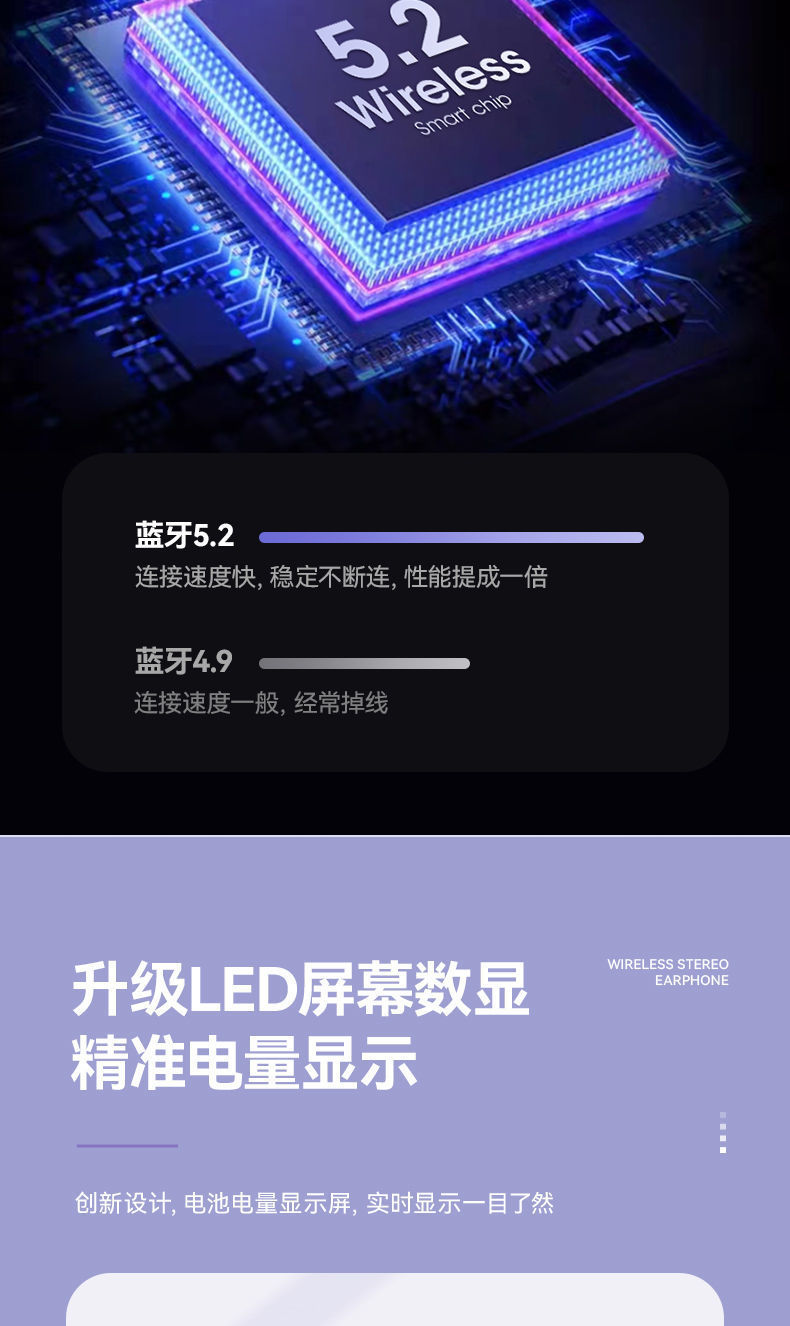 5.2
Wireless
Smart chip
蓝牙5.2
连接速度快, 稳定不断连, 性能提成一倍
蓝牙4.9
连接速度一般, 经常掉线
升级LED屏幕数显
精准电量显示
WIRELESS STEREO
EARPHONE
创新设计, 电池电量显示屏, 实时显示一目了然